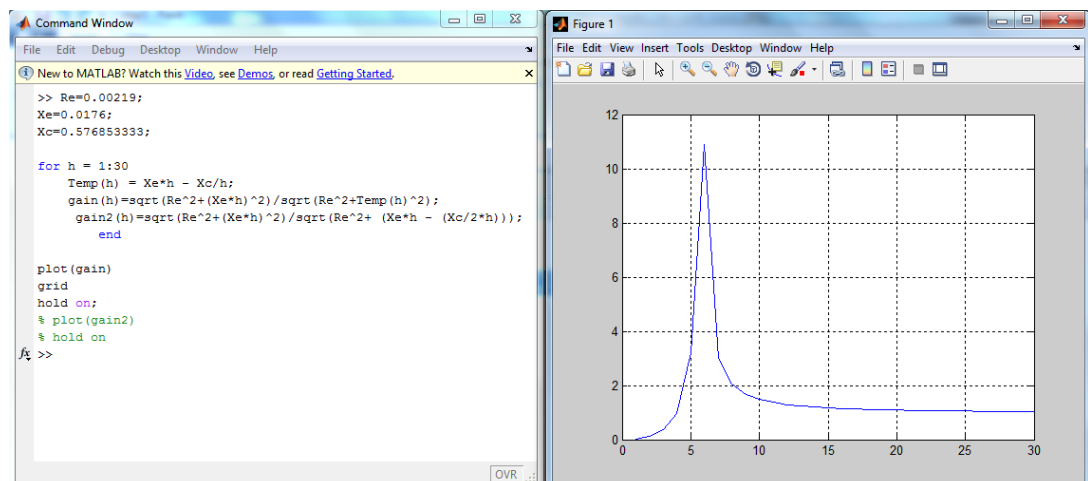 Command Window
File Edit Debug Desktop Window Help
New to MATLAB? Watch this Video, see Demos, or read Getting Started.
>> Re=0.00219;
Xe=0.0176;
Xc=0.576853333;
for h = 1:30
Temp(h) = Xe*h - Xc/h;
gain(h)=sqrt(Re^2+(Xe*h)^2)/sqrt(Re^2+Temp(h)^2);
gain2(h)=sqrt(Re^2+(Xe*h)^2)/sqrt(Re^2+ (Xe*h - (Xc/2*h)));
end
plot(gain)
grid
hold on;
% plot(gain2)
% hold on
fx >>
OVR
Figure 1
File Edit View Insert Tools Desktop Window Help
12
10
8
6
4
2
0
0 5 10 15 20 25 30